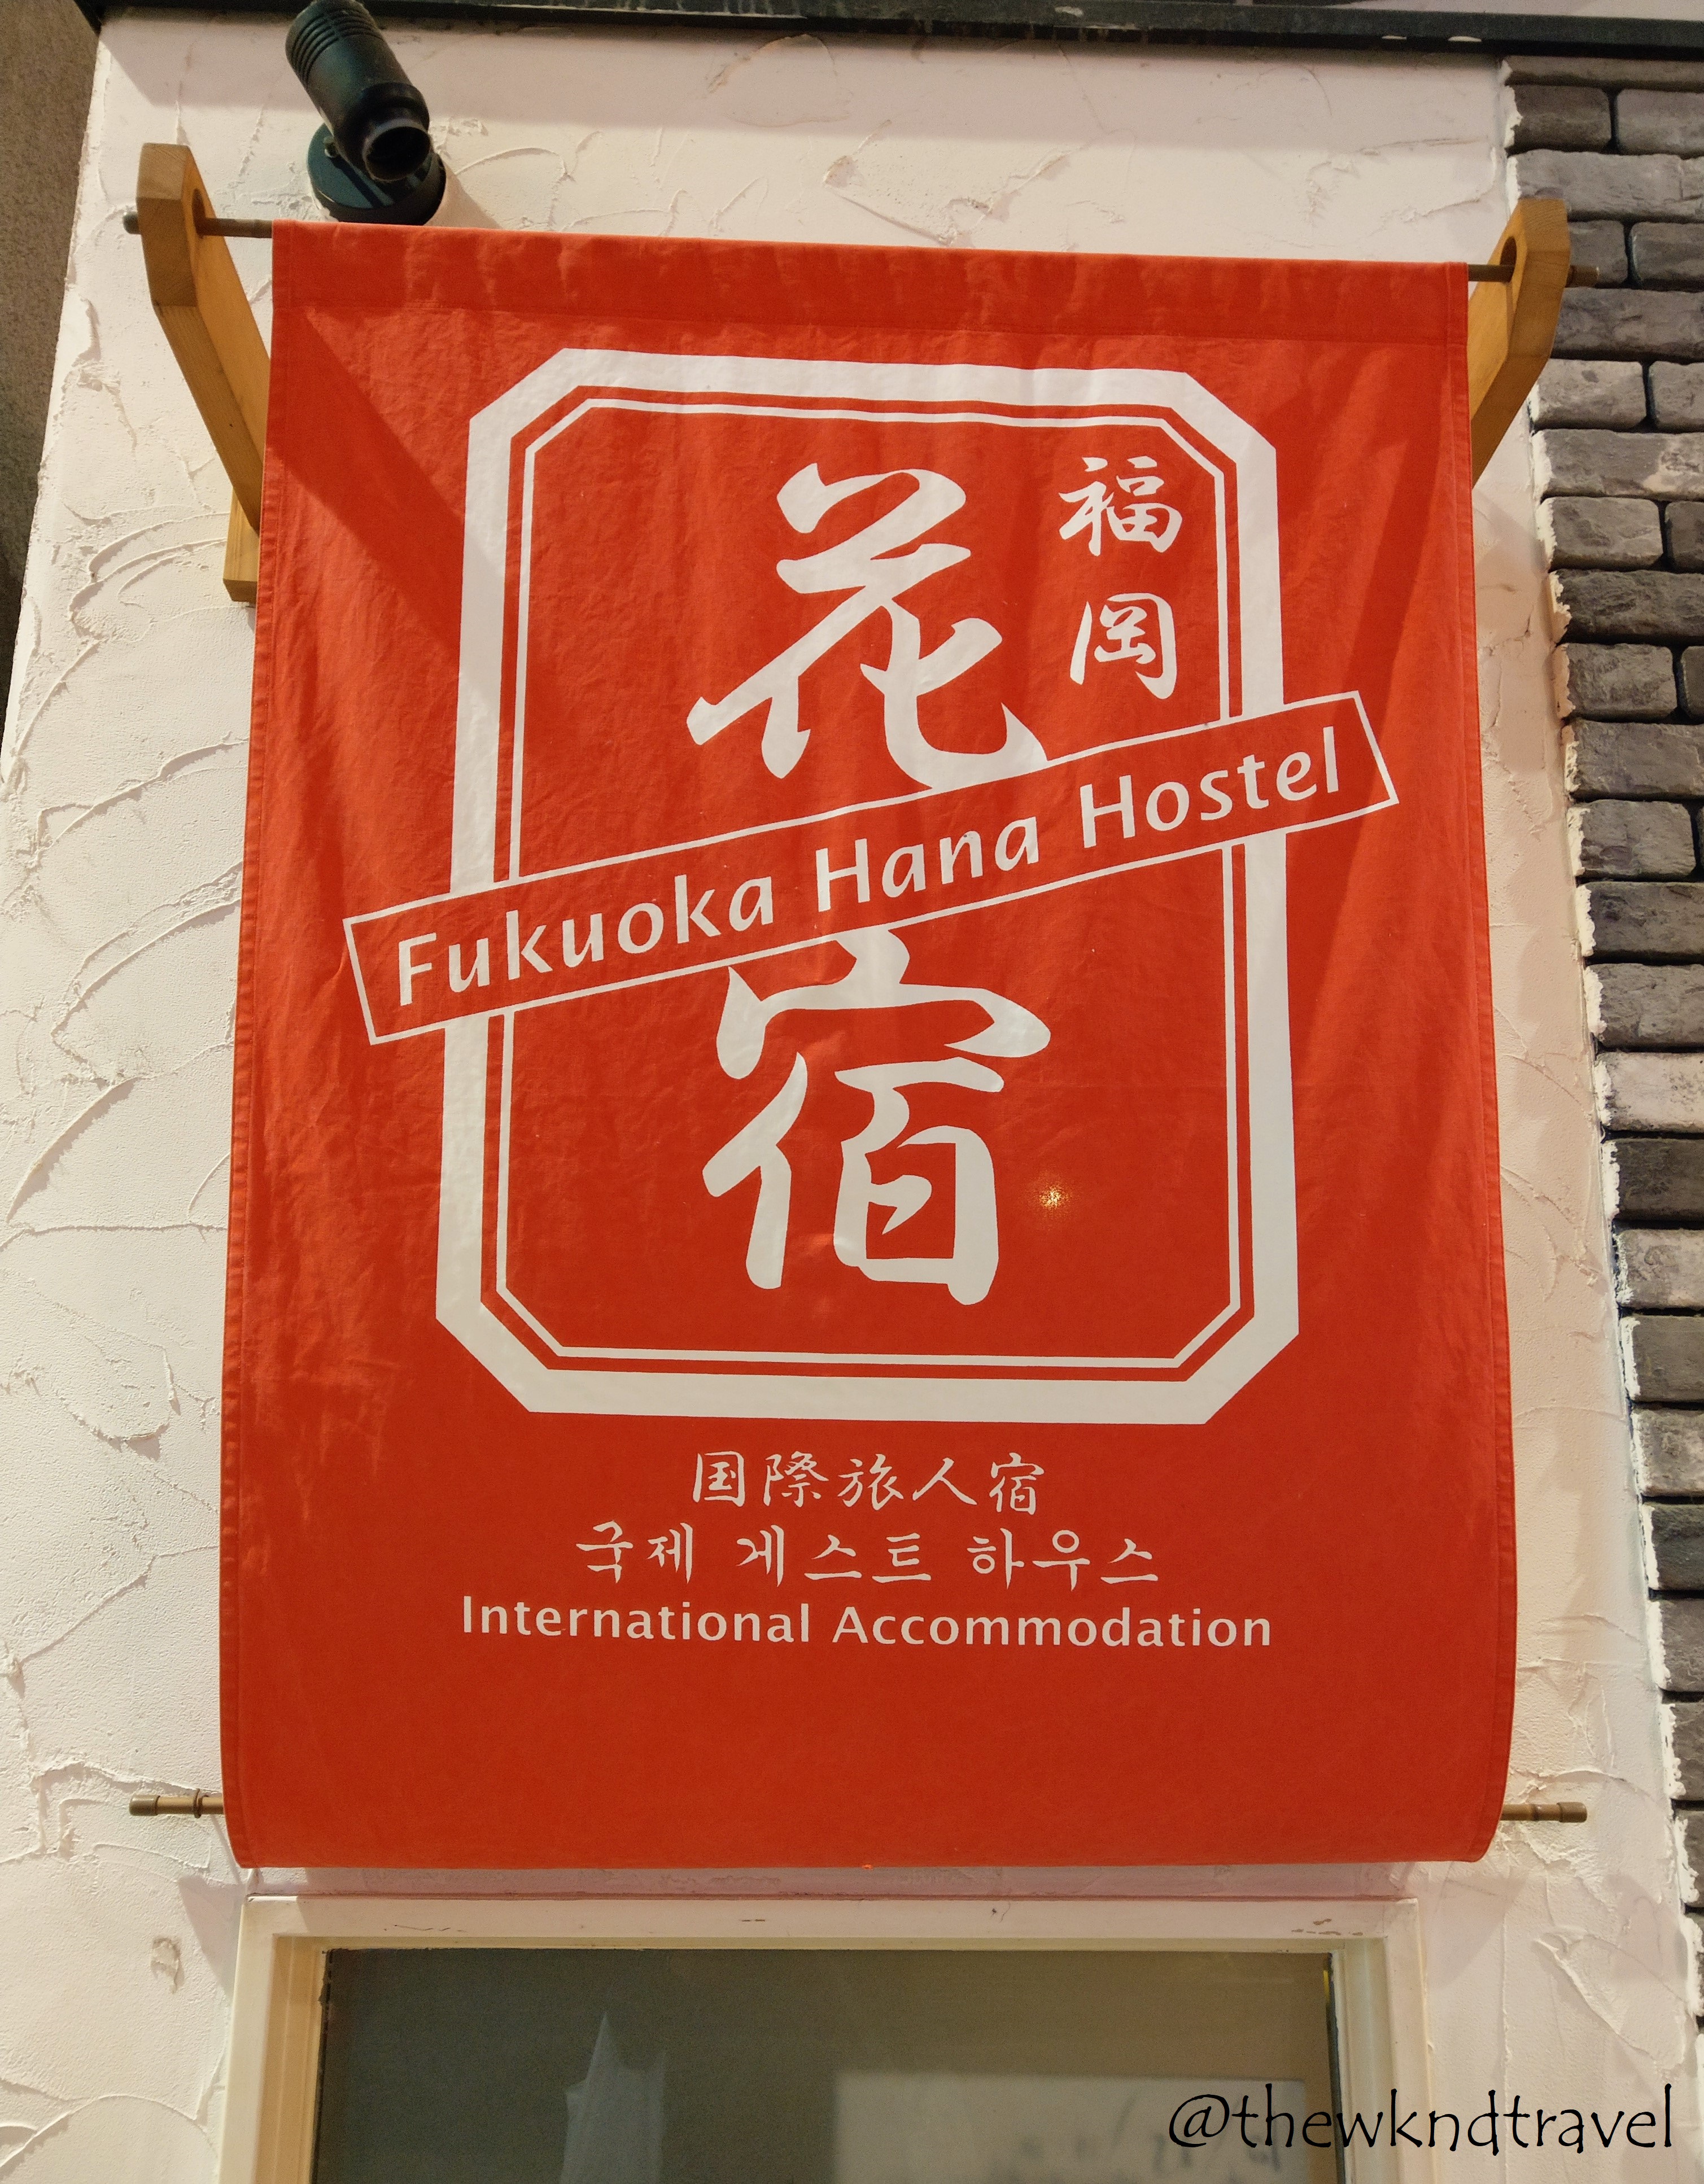 福岡
花宿
Fukuoka Hana Hostel
国際旅人宿
국제 게스트 하우스
International Accommodation
@thewkndtravel